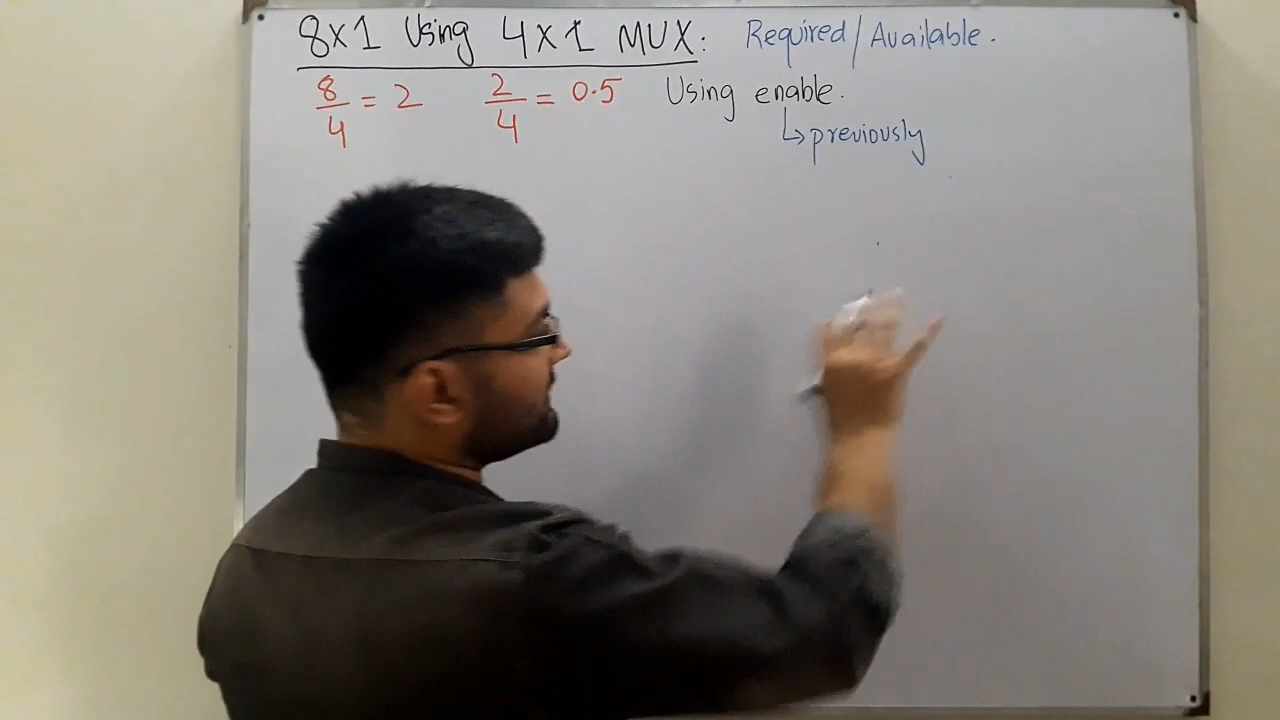 8x1 Using 4x1 MUX: Required/Available.
8/4 = 2 2/4 = 0.5 Using enable.
↳previously